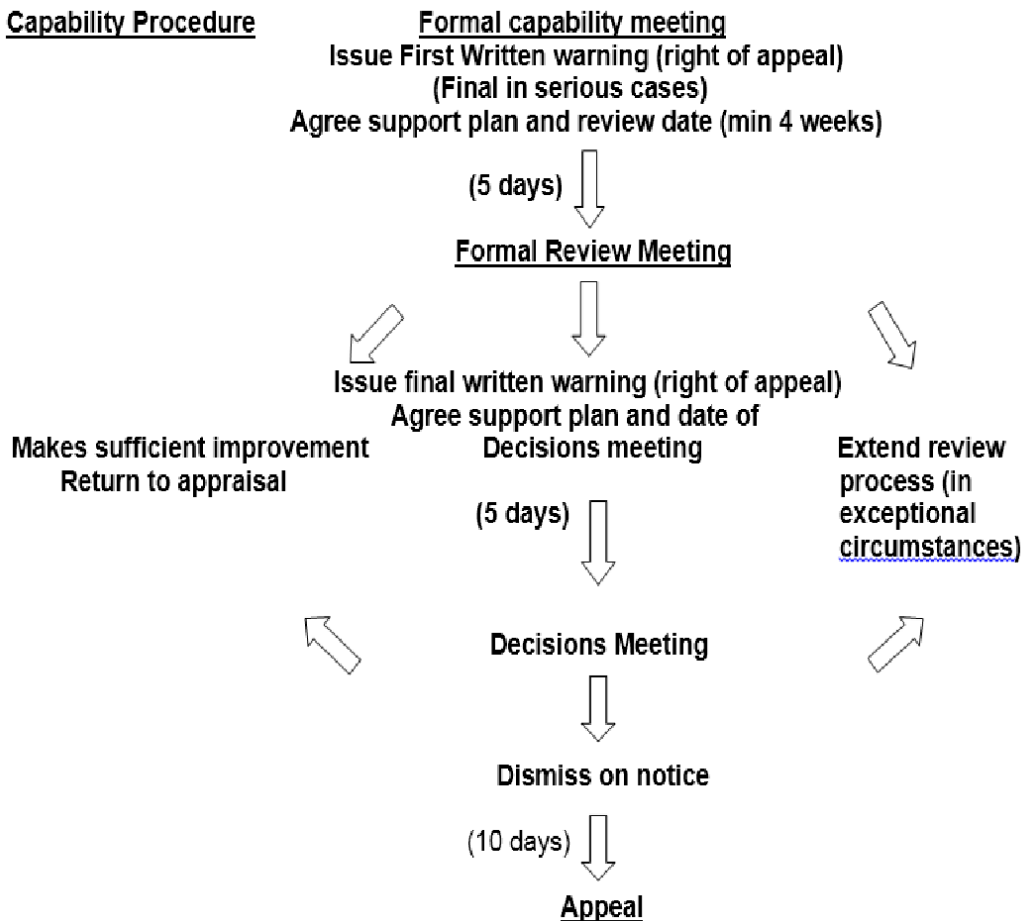 Capability Procedure
Formal capability meeting
Issue First Written warning (right of appeal)
(Final in serious cases)
Agree support plan and review date (min 4 weeks)
(5 days)
Formal Review Meeting
Issue final written warning (right of appeal)
Agree support plan and date of
Decisions meeting
Makes sufficient improvement
Return to appraisal
Extend review
process (in
exceptional
circumstances)
(5 days)
Decisions Meeting
Dismiss on notice
(10 days)
Appeal